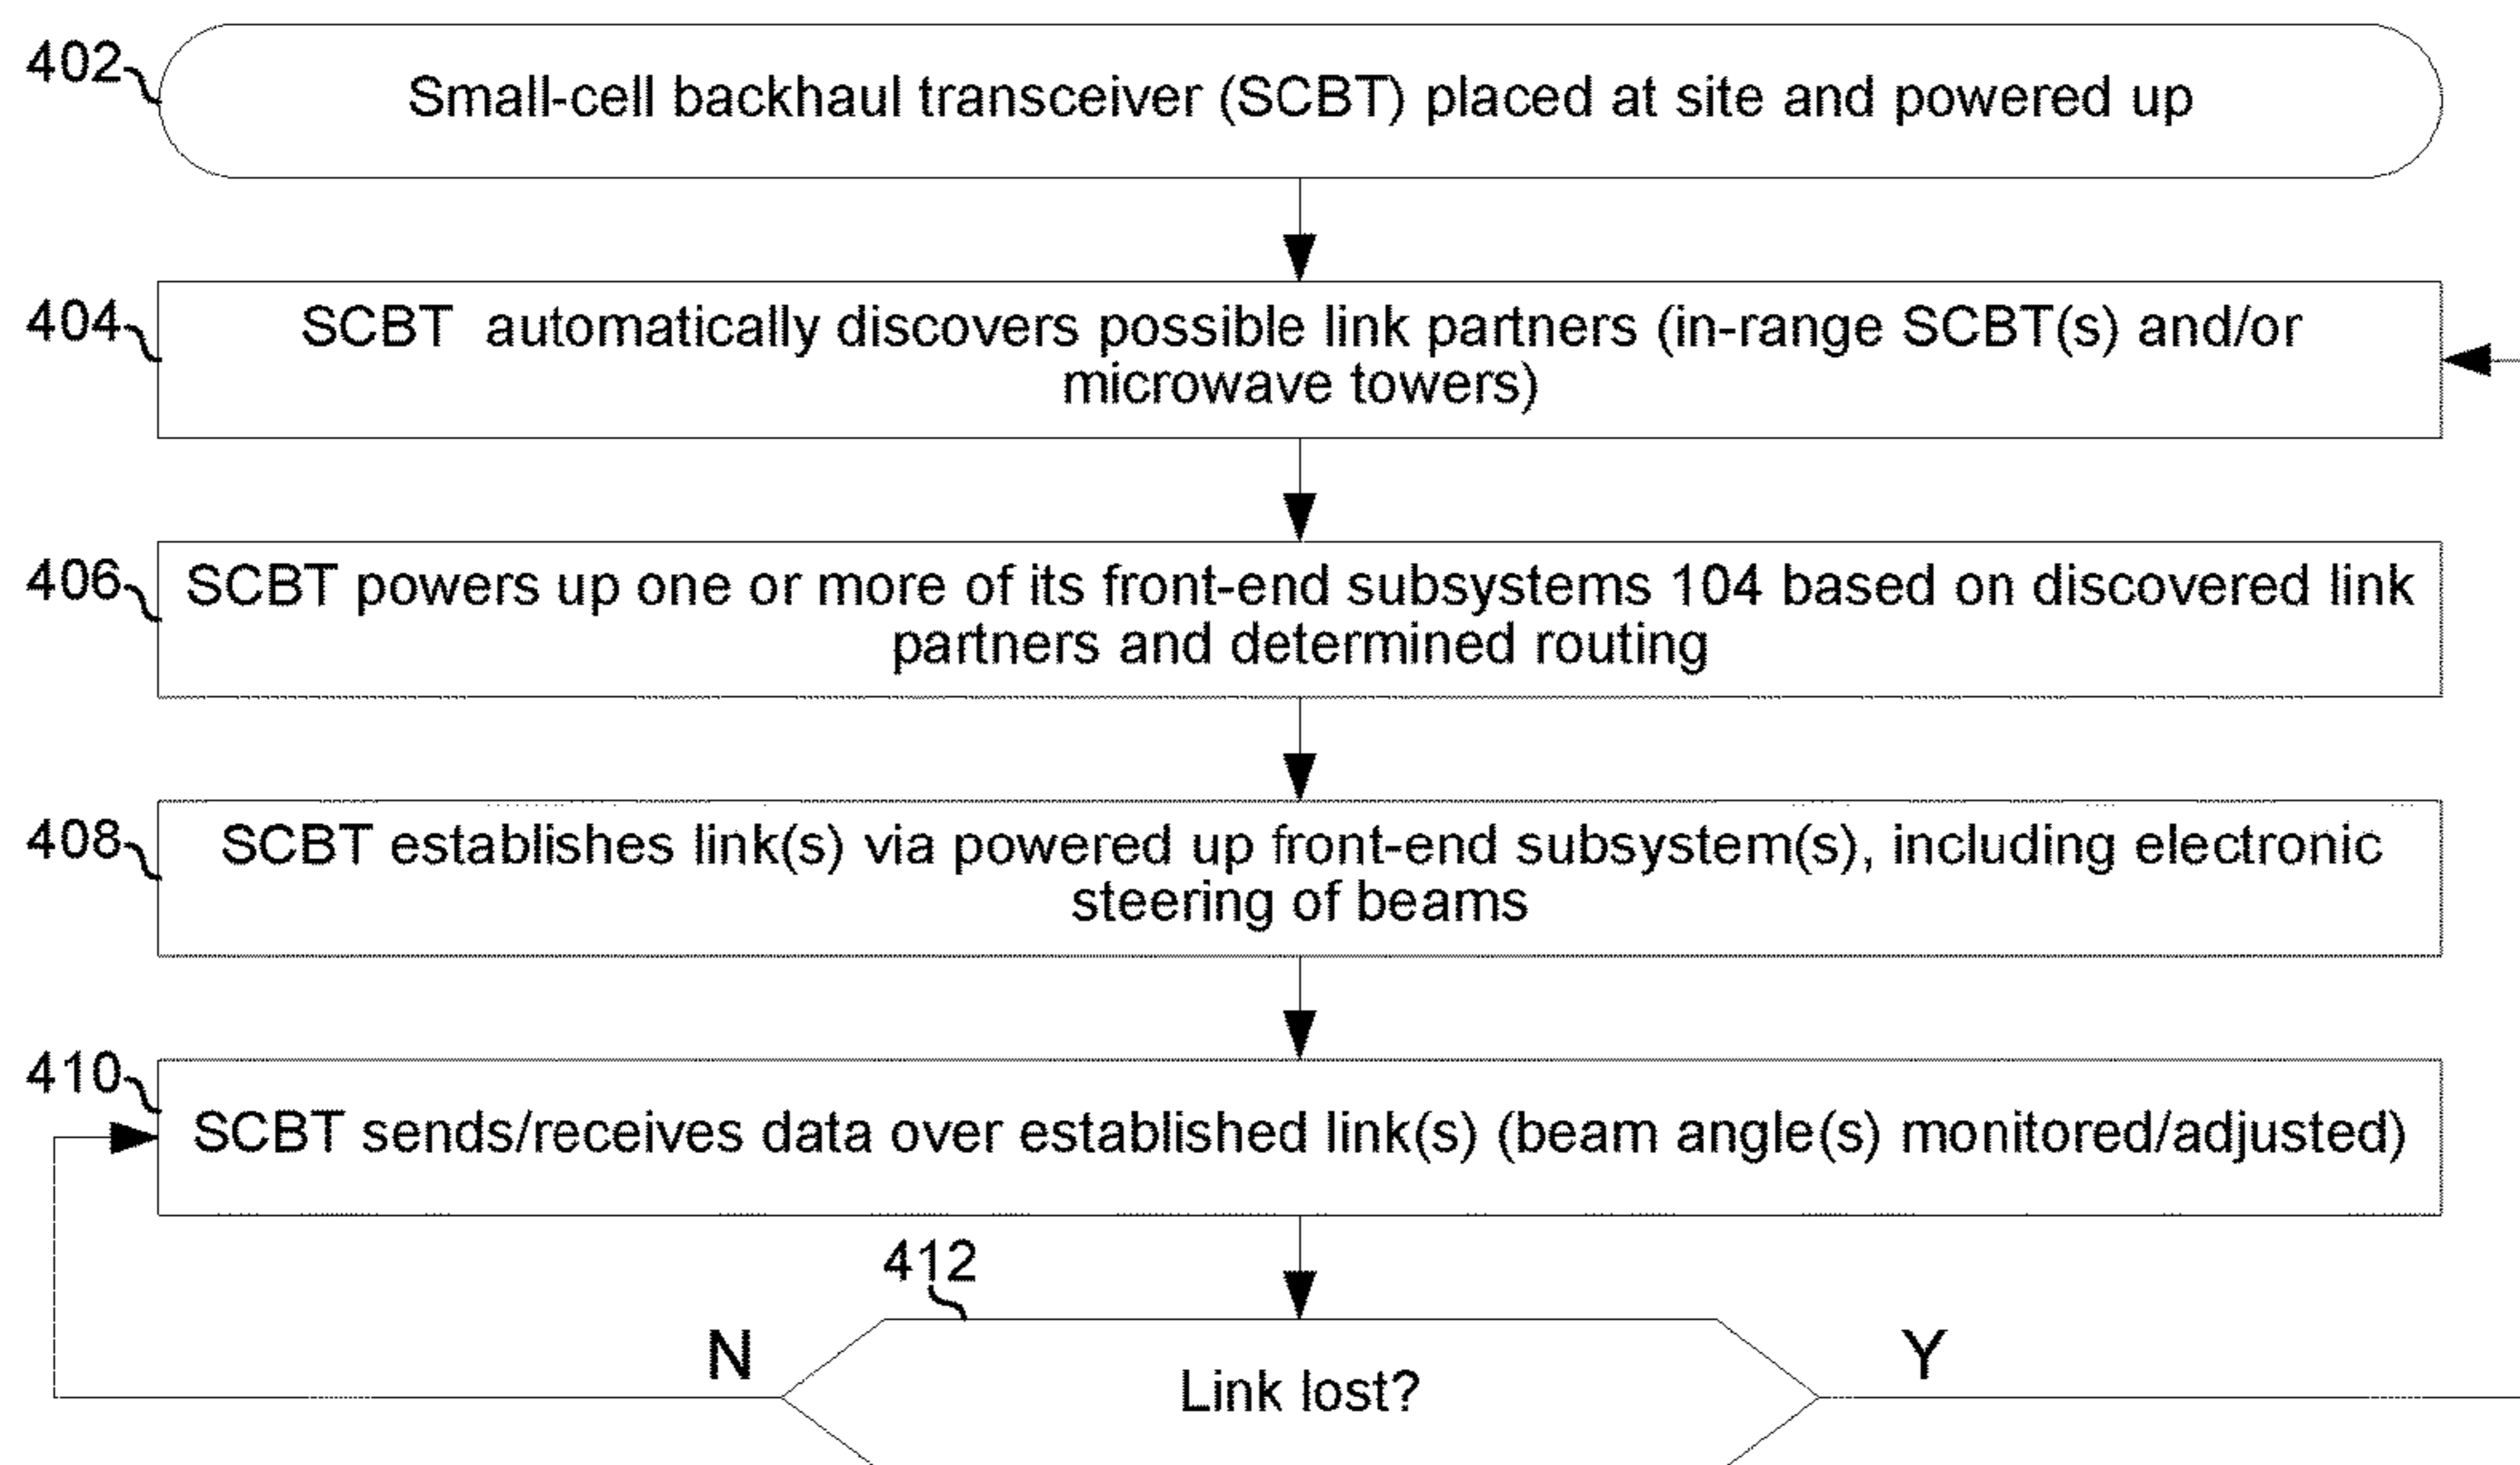 402
Small-cell backhaul transceiver (SCBT) placed at site and powered up
404
SCBT automatically discovers possible link partners (in-range SCBT(s) and/or
microwave towers)
406
SCBT powers up one or more of its front-end subsystems 104 based on discovered link
partners and determined routing
408
SCBT establishes link(s) via powered up front-end subsystem(s), including electronic
steering of beams
410
SCBT sends/receives data over established link(s) (beam angle(s) monitored/adjusted)
412
N
Link lost?
Y